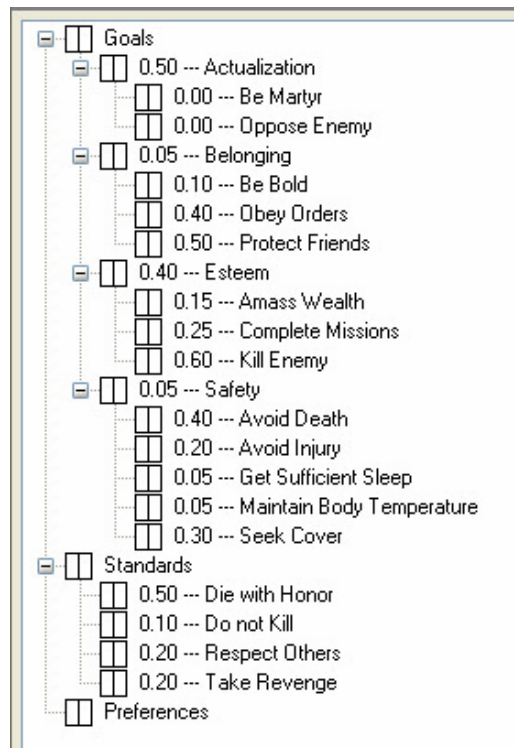 Goals
0.50 --- Actualization
0.00 --- Be Martyr
0.00 --- Oppose Enemy
0.05 --- Belonging
0.10 --- Be Bold
0.40 --- Obey Orders
0.50 --- Protect Friends
0.40 --- Esteem
0.15 --- Amass Wealth
0.25 --- Complete Missions
0.60 --- Kill Enemy
0.05 --- Safety
0.40 --- Avoid Death
0.20 --- Avoid Injury
0.05 --- Get Sufficient Sleep
0.05 --- Maintain Body Temperature
0.30 --- Seek Cover
Standards
0.50 --- Die with Honor
0.10 --- Do not Kill
0.20 --- Respect Others
0.20 --- Take Revenge
Preferences